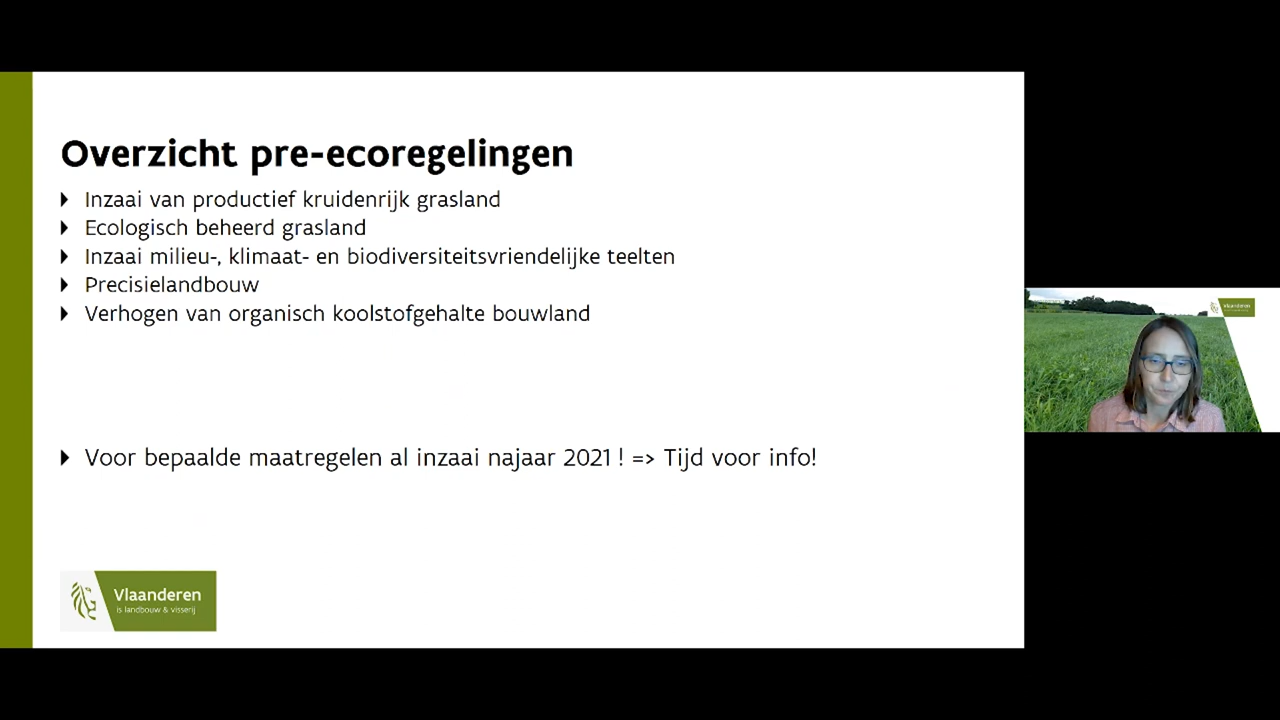 Overzicht pre-ecoregelingen
Inzaai van productief kruidenrijk grasland
Ecologisch beheerd grasland
Inzaai milieu-, klimaat- en biodiversiteitsvriendelijke teelten
Precisielandbouw
Verhogen van organisch koolstofgehalte bouwland
Voor bepaalde maatregelen al inzaai najaar 2021 ! => Tijd voor info!
Vlaanderen
is landbouw & visserij
Vlaanderen